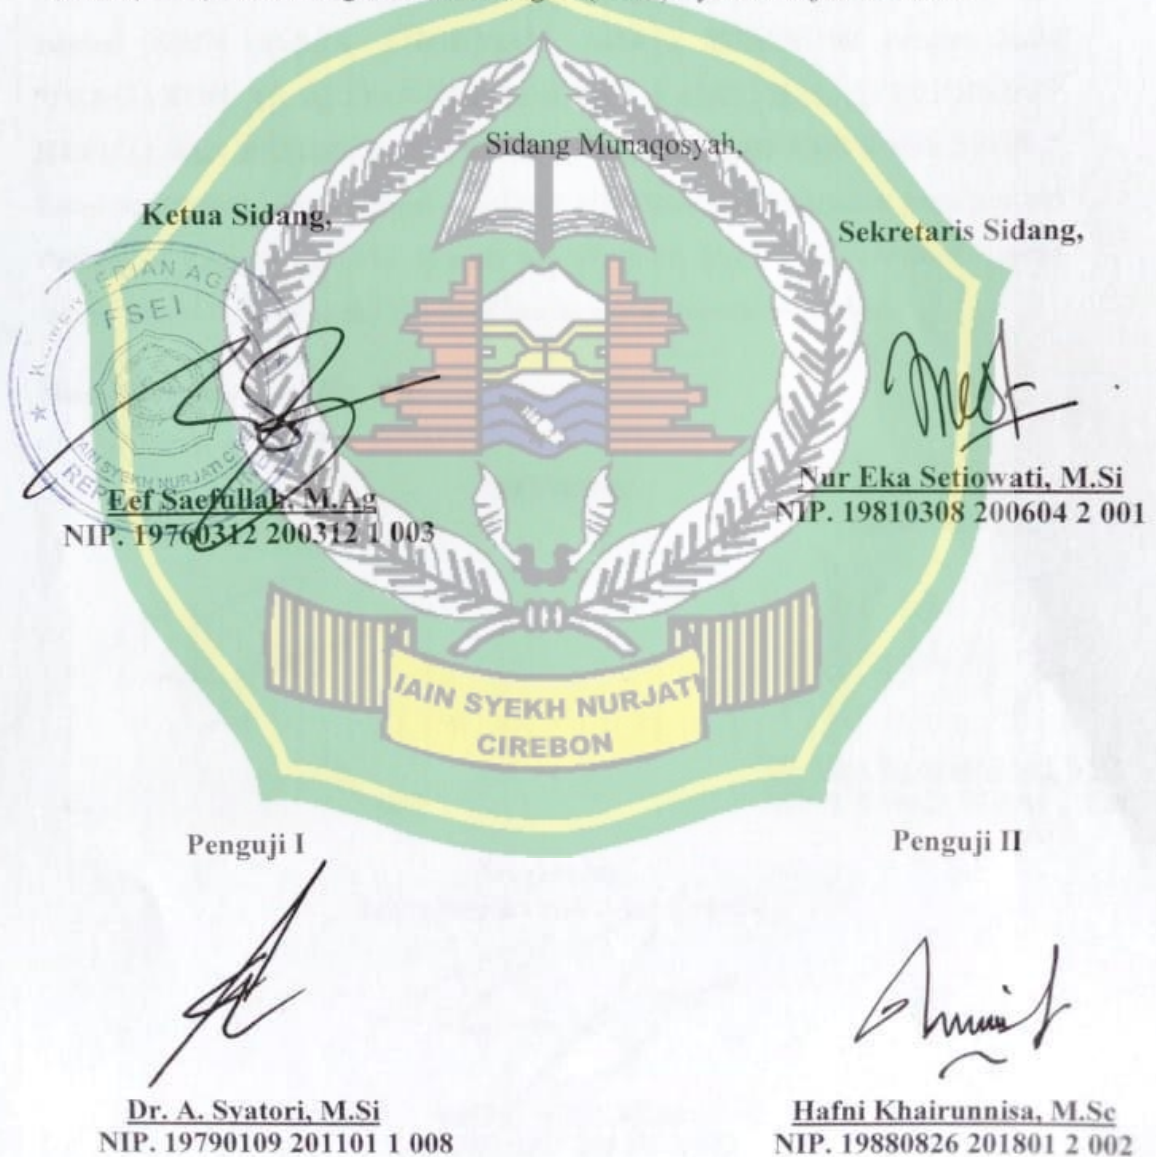 Sidang Munaqosyah,
Ketua Sidang,
Sekretaris Sidang,
FSEI
REP
Eef Saefullah, M.Ag
NIP. 19760312 200312 1 003
Nur Eka Setiowati, M.Si
NIP. 19810308 200604 2 001
IAIN SYEKH NURJATI
CIREBON
Penguji I
Penguji II
Dr. A. Syatori, M.Si
NIP. 19790109 201101 1 008
Hafni Khairunnisa, M.Sc
NIP. 19880826 201801 2 002